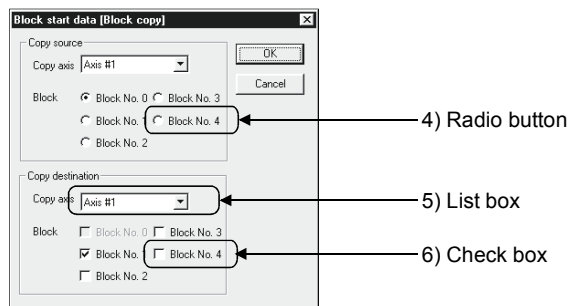 Block start data [Block copy]
Copy source
OK
Copy axis Axis #1
Cancel
Block Block No. 0 Block No. 3
Block No. 1 Block No. 4
4) Radio button
Block No. 2
Copy destination
Copy axis Axis #1
5) List box
Block Block No. 0 Block No. 3
Block No. 1 Block No. 4
6) Check box
Block No. 2